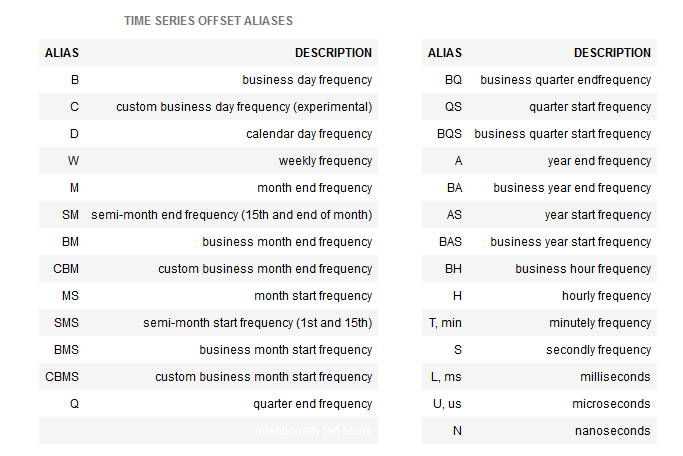 TIME SERIES OFFSET ALIASES
ALIAS DESCRIPTION
B business day frequency
C custom business day frequency (experimental)
D calendar day frequency
W weekly frequency
M month end frequency
SM semi-month end frequency (15th and end of month)
BM business month end frequency
CBM custom business month end frequency
MS month start frequency
SMS semi-month start frequency (1st and 15th)
BMS business month start frequency
CBMS custom business month start frequency
Q quarter end frequency
intentionally left blank
ALIAS DESCRIPTION
BQ business quarter endfrequency
QS quarter start frequency
BQS business quarter start frequency
A year end frequency
BA business year end frequency
AS year start frequency
BAS business year start frequency
BH business hour frequency
H hourly frequency
T, min minutely frequency
S secondly frequency
L, ms milliseconds
U, us microseconds
N nanoseconds